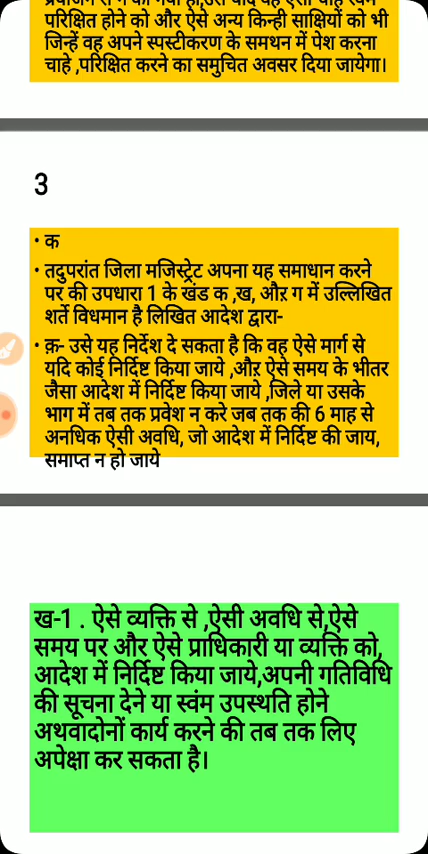 परिक्षित होने को और ऐसे अन्य किन्ही साक्षियों को भी
जिन्हें वह अपने स्पस्टीकरण के समथन में पेश करना
चाहे ,परिक्षित करने का समुचित अवसर दिया जायेगा।
3
• क
• तदुपरांत जिला मजिस्ट्रेट अपना यह समाधान करने
पर की उपधारा 1 के खंड क ,ख, औऱ ग में उल्लिखित
शर्ते विधमान है लिखित आदेश द्वारा-
• क़- उसे यह निर्देश दे सकता है कि वह ऐसे मार्ग से
यदि कोई निर्दिष्ट किया जाये ,औऱ ऐसे समय के भीतर
जैसा आदेश में निर्दिष्ट किया जाये ,जिले या उसके
भाग में तब तक प्रवेश न करे जब तक की 6 माह से
अनधिक ऐसी अवधि, जो आदेश में निर्दिष्ट की जाय,
समाप्त न हो जाये
ख-1 . ऐसे व्यक्ति से ,ऐसी अवधि से,ऐसे
समय पर और ऐसे प्राधिकारी या व्यक्ति को,
आदेश में निर्दिष्ट किया जाये,अपनी गतिविधि
की सूचना देने या स्वंम उपस्थति होने
अथवादोनों कार्य करने की तब तक लिए
अपेक्षा कर सकता है।